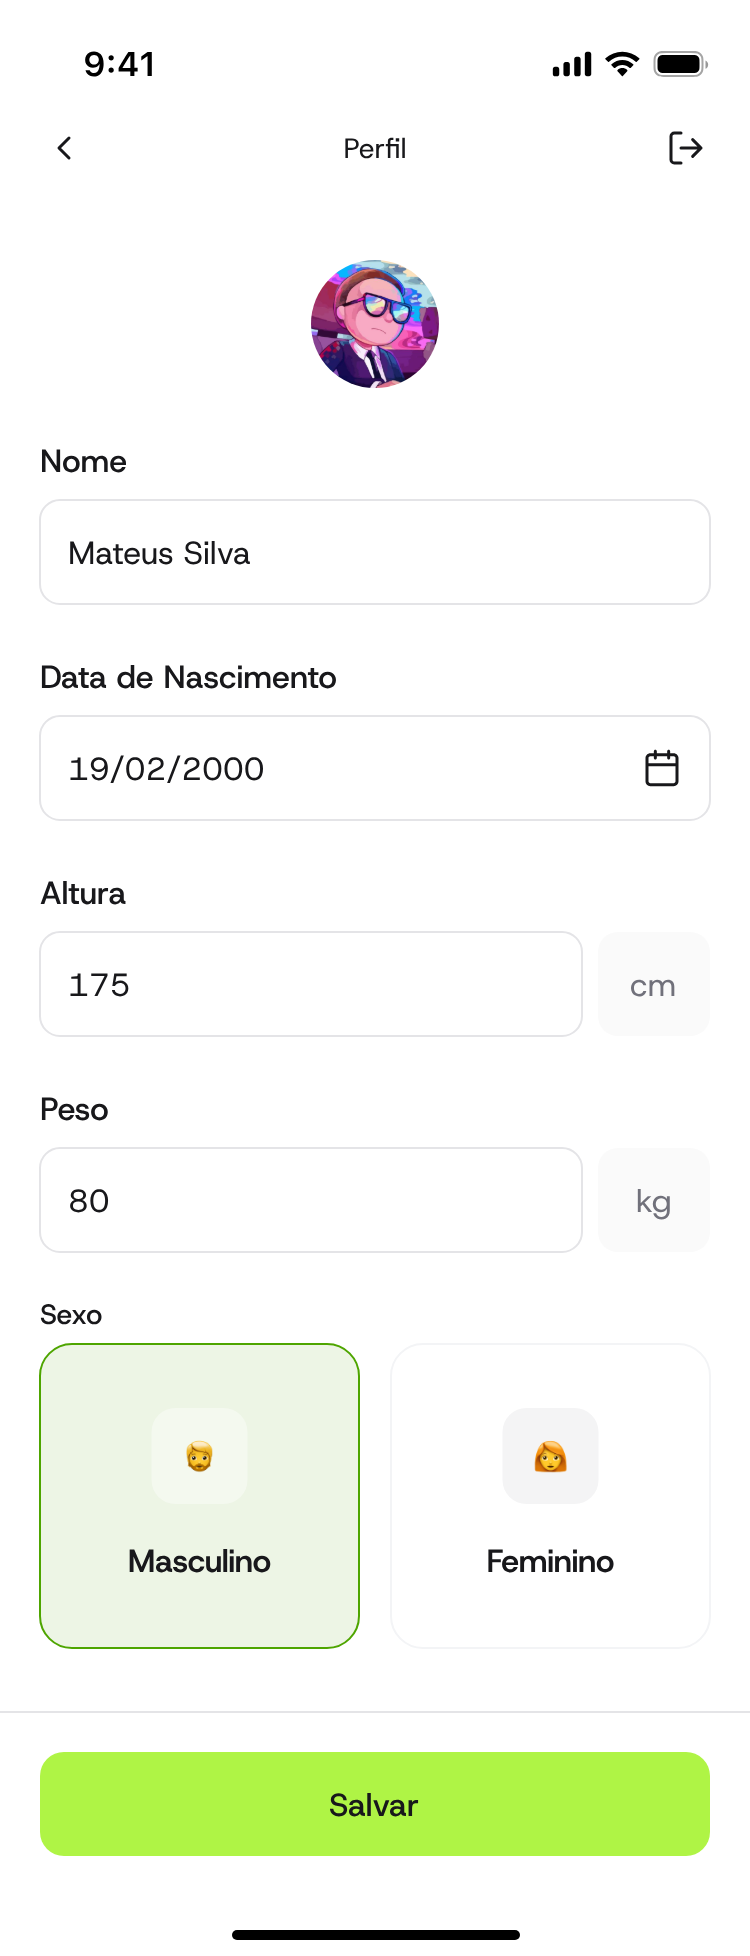 9:41
Perfil
Nome
Mateus Silva
Data de Nascimento
19/02/2000
Altura
175
cm
Peso
80
kg
Sexo
Masculino
Feminino
Salvar